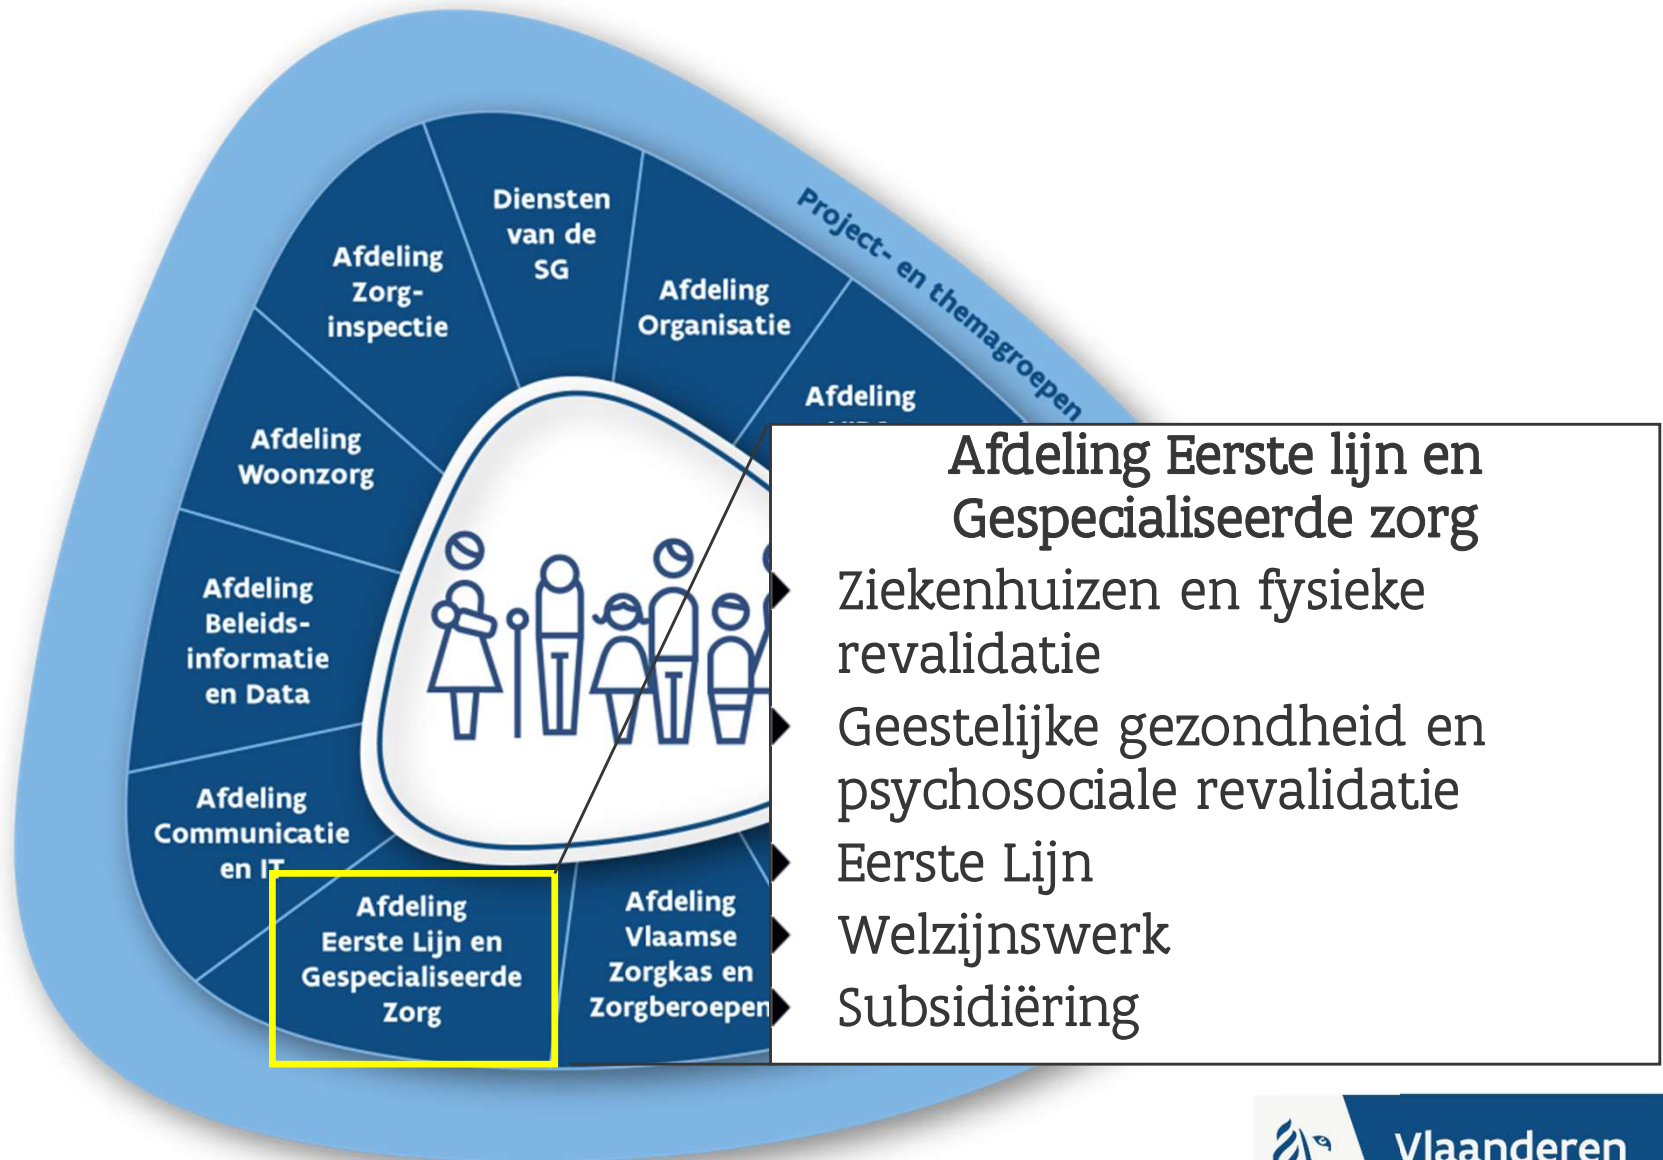 Diensten
van de
SG
Afdeling
Zorg-
inspectie
Afdeling
Organisatie
Project- en themagroepen
Afdeling
Afdeling
Woonzorg
Afdeling
Beleids-
informatie
en Data
Afdeling
Communicatie
en IT
Afdeling
Eerste Lijn en
Gespecialiseerde
Zorg
Afdeling
Vlaamse
Zorgkas en
Zorgberoepen
Afdeling Eerste lijn en
Gespecialiseerde zorg
Ziekenhuizen en fysieke
revalidatie
Geestelijke gezondheid en
psychosociale revalidatie
Eerste Lijn
Welzijnswerk
Subsidiëring
Vlaanderen